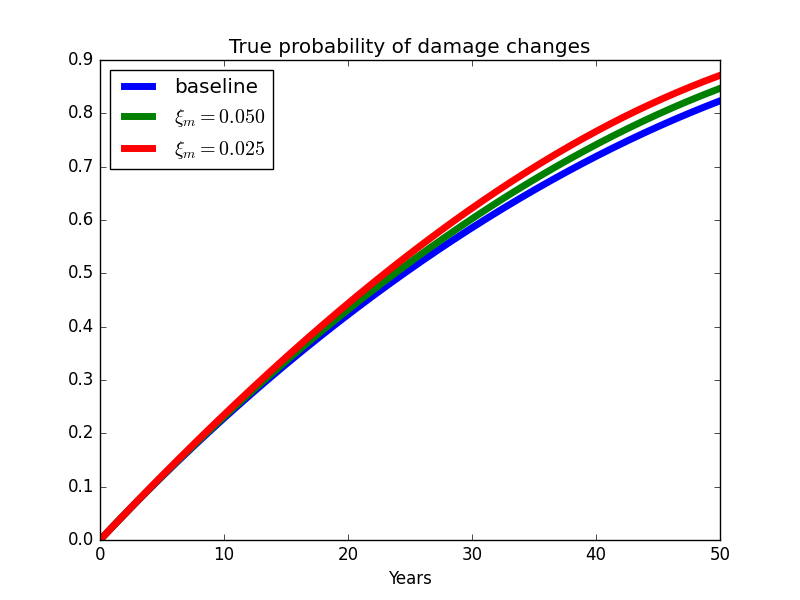 True probability of damage changes
0.9
0.8
0.7
0.6
0.5
0.4
0.3
0.2
0.1
0.0
baseline
ξₘ = 0.050
ξₘ = 0.025
0 10 20 30 40 50
Years